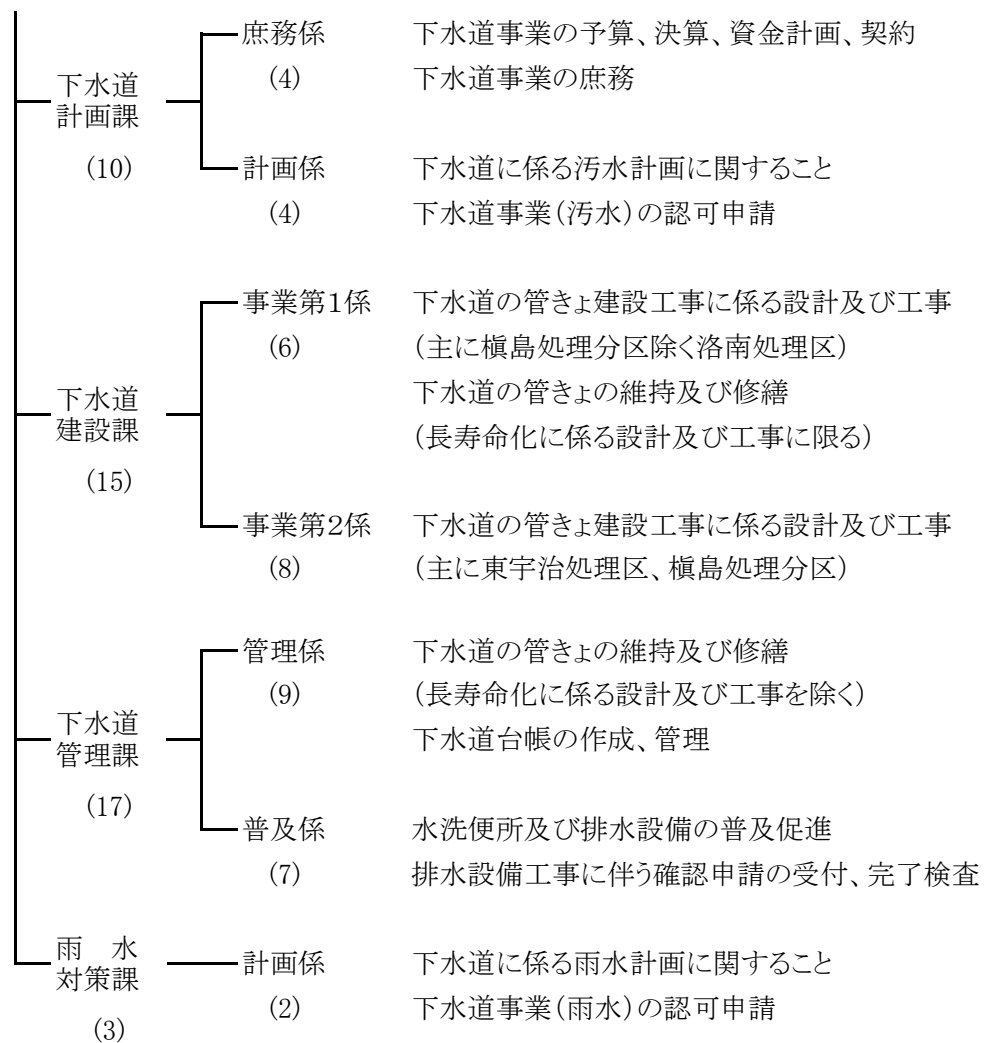 庶務係 下水道事業の予算、決算、資金計画、契約
(4) 下水道事業の庶務
下水道
計画課
(10)
計画係 下水道に係る汚水計画に関すること
(4) 下水道事業(汚水)の認可申請
事業第1係 下水道の管きょ建設工事に係る設計及び工事
(6) (主に槇島処理分区除く洛南処理区)
下水道の管きょの維持及び修繕
(長寿命化に係る設計及び工事に限る)
下水道
建設課
(15)
事業第2係 下水道の管きょ建設工事に係る設計及び工事
(8) (主に東宇治処理区、槇島処理分区)
管理係 下水道の管きょの維持及び修繕
(9) (長寿命化に係る設計及び工事を除く)
下水道台帳の作成、管理
下水道
管理課
(17)
普及係 水洗便所及び排水設備の普及促進
(7) 排水設備工事に伴う確認申請の受付、完了検査
雨 水
対策課
(3)
計画係 下水道に係る雨水計画に関すること
(2) 下水道事業(雨水)の認可申請